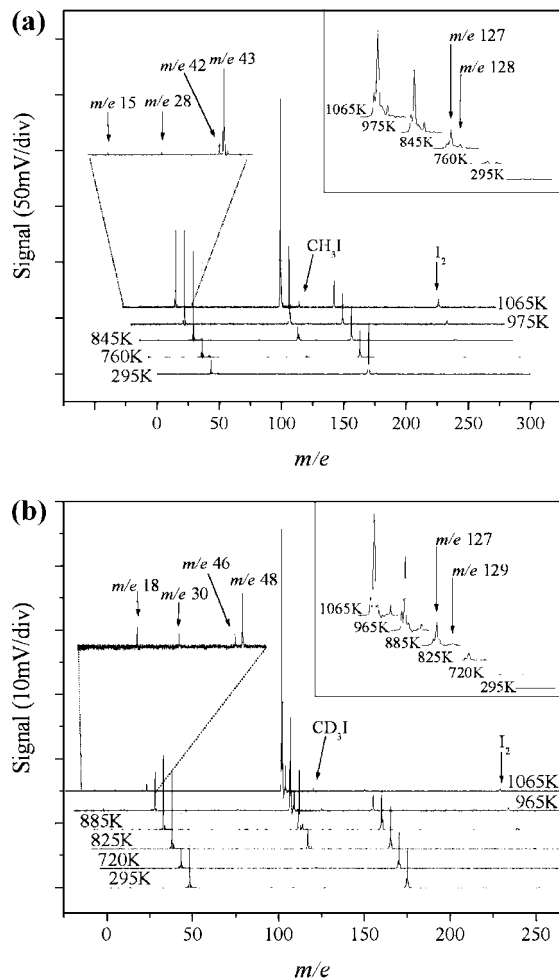 (a)
m/e 43
m/e 42
m/e 15
m/e 28
m/e 127
m/e 128
1065K
975K
845K
760K
295K
Signal (50mV/div)
CH₃I
I₂
1065K
975K
845K
760K
295K
0 50 100 150 200 250 300
m/e
(b)
m/e 46
m/e 18
m/e 30
m/e 48
m/e 127
m/e 129
1065K
965K
885K
825K
720K
295K
Signal (10mV/div)
CD₃I
I₂
1065K
965K
885K
825K
720K
295K
0 50 100 150 200 250
m/e